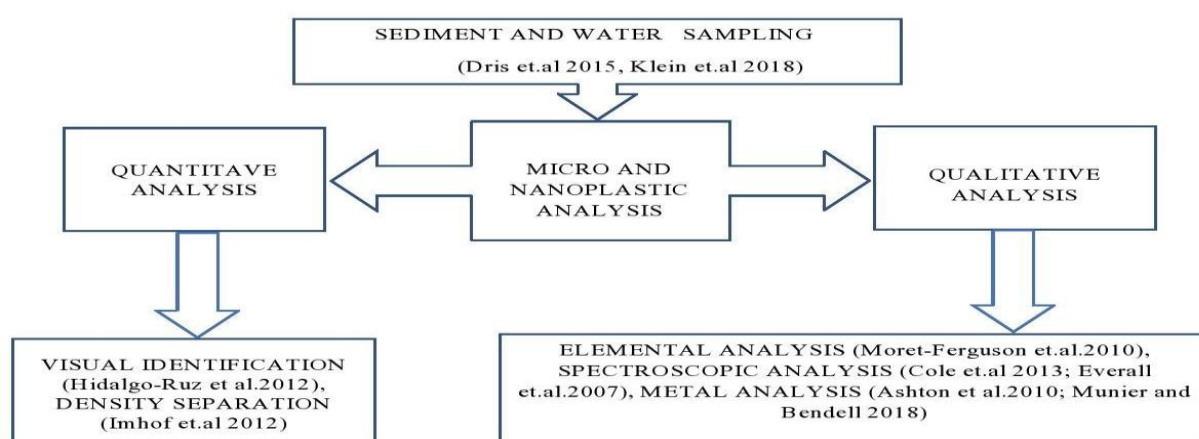 SEDIMENT AND WATER SAMPLING
(Dris et.al 2015, Klein et.al 2018)
QUANTITAVE
ANALYSIS
MICRO AND
NANOPLASTIC
ANALYSIS
QUALITATIVE
ANALYSIS
VISUAL IDENTIFICATION
(Hidalgo-Ruz et al.2012),
DENSITY SEPARATION
(Imhof et.al 2012)
ELEMENTAL ANALYSIS (Moret-Ferguson et.al.2010),
SPECTROSCOPIC ANALYSIS (Cole et.al 2013; Everall
et.al.2007), METAL ANALYSIS (Ashton et al.2010; Munier and
Bendell 2018)